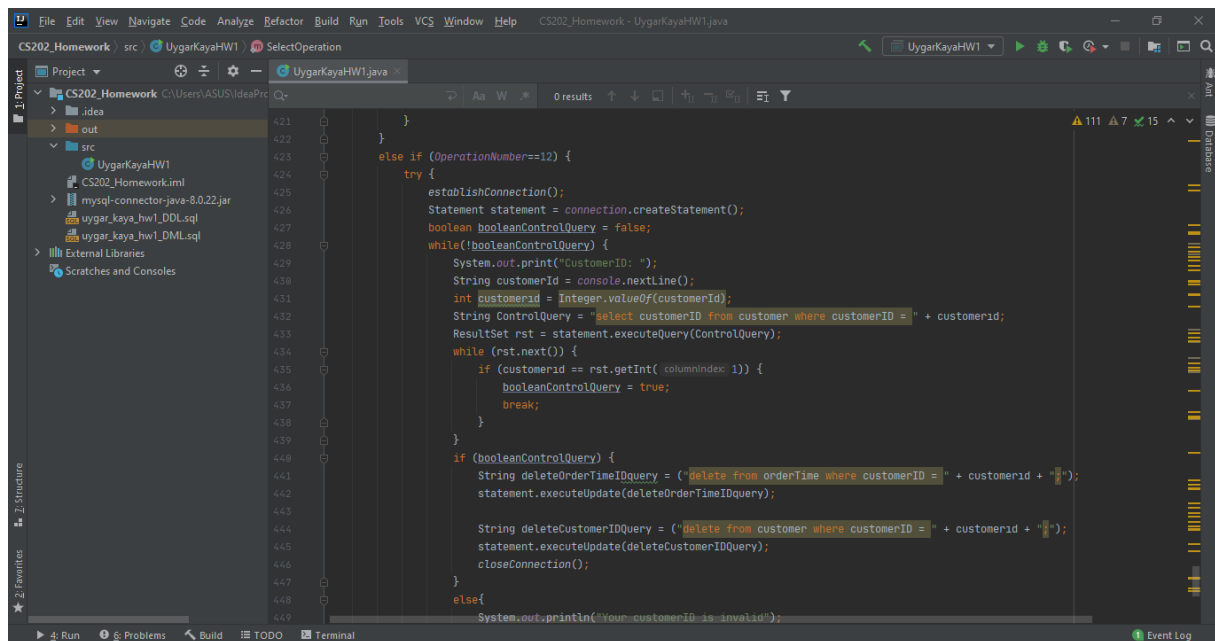 File Edit View Navigate Code Analyze Refactor Build Run Tools VCS Window Help CS202_Homework - UygarKayaHW1.java
CS202_Homework src UygarKayaHW1 SelectOperation UygarKayaHW1
1: Project
Project
UygarKayaHW1.java
Ant
CS202_Homework C:\Users\ASUS\IdeaPro
Aa W .* 0 results
.idea
out
src
UygarKayaHW1
CS202_Homework.iml
mysql-connector-java-8.0.22.jar
uygar_kaya_hw1_DDL.sql
uygar_kaya_hw1_DML.sql
External Libraries
Scratches and Consoles
111 7 15
Database
421 }
422 }
423 else if (OperationNumber==12) {
424 try {
425 establishConnection();
426 Statement statement = connection.createStatement();
427 boolean booleanControlQuery = false;
428 while(!booleanControlQuery) {
429 System.out.print("CustomerID: ");
430 String customerId = console.nextLine();
431 int customerıd = Integer.valueOf(customerId);
432 String ControlQuery = "select customerID from customer where customerID = " + customerıd;
433 ResultSet rst = statement.executeQuery(ControlQuery);
434 while (rst.next()) {
435 if (customerıd == rst.getInt( columnIndex: 1)) {
436 booleanControlQuery = true;
437 break;
438 }
439 }
440 if (booleanControlQuery) {
441 String deleteOrderTimeIDquery = ("delete from orderTime where customerID = " + customerıd + ";");
442 statement.executeUpdate(deleteOrderTimeIDquery);
443
444 String deleteCustomerIDQuery = ("delete from customer where customerID = " + customerıd + ";");
445 statement.executeUpdate(deleteCustomerIDQuery);
446 closeConnection();
447 }
448 else{
449 System.out.println("Your customerID is invalid");
7: Structure
2: Favorites
4: Run 6: Problems Build TODO Terminal 1 Event Log